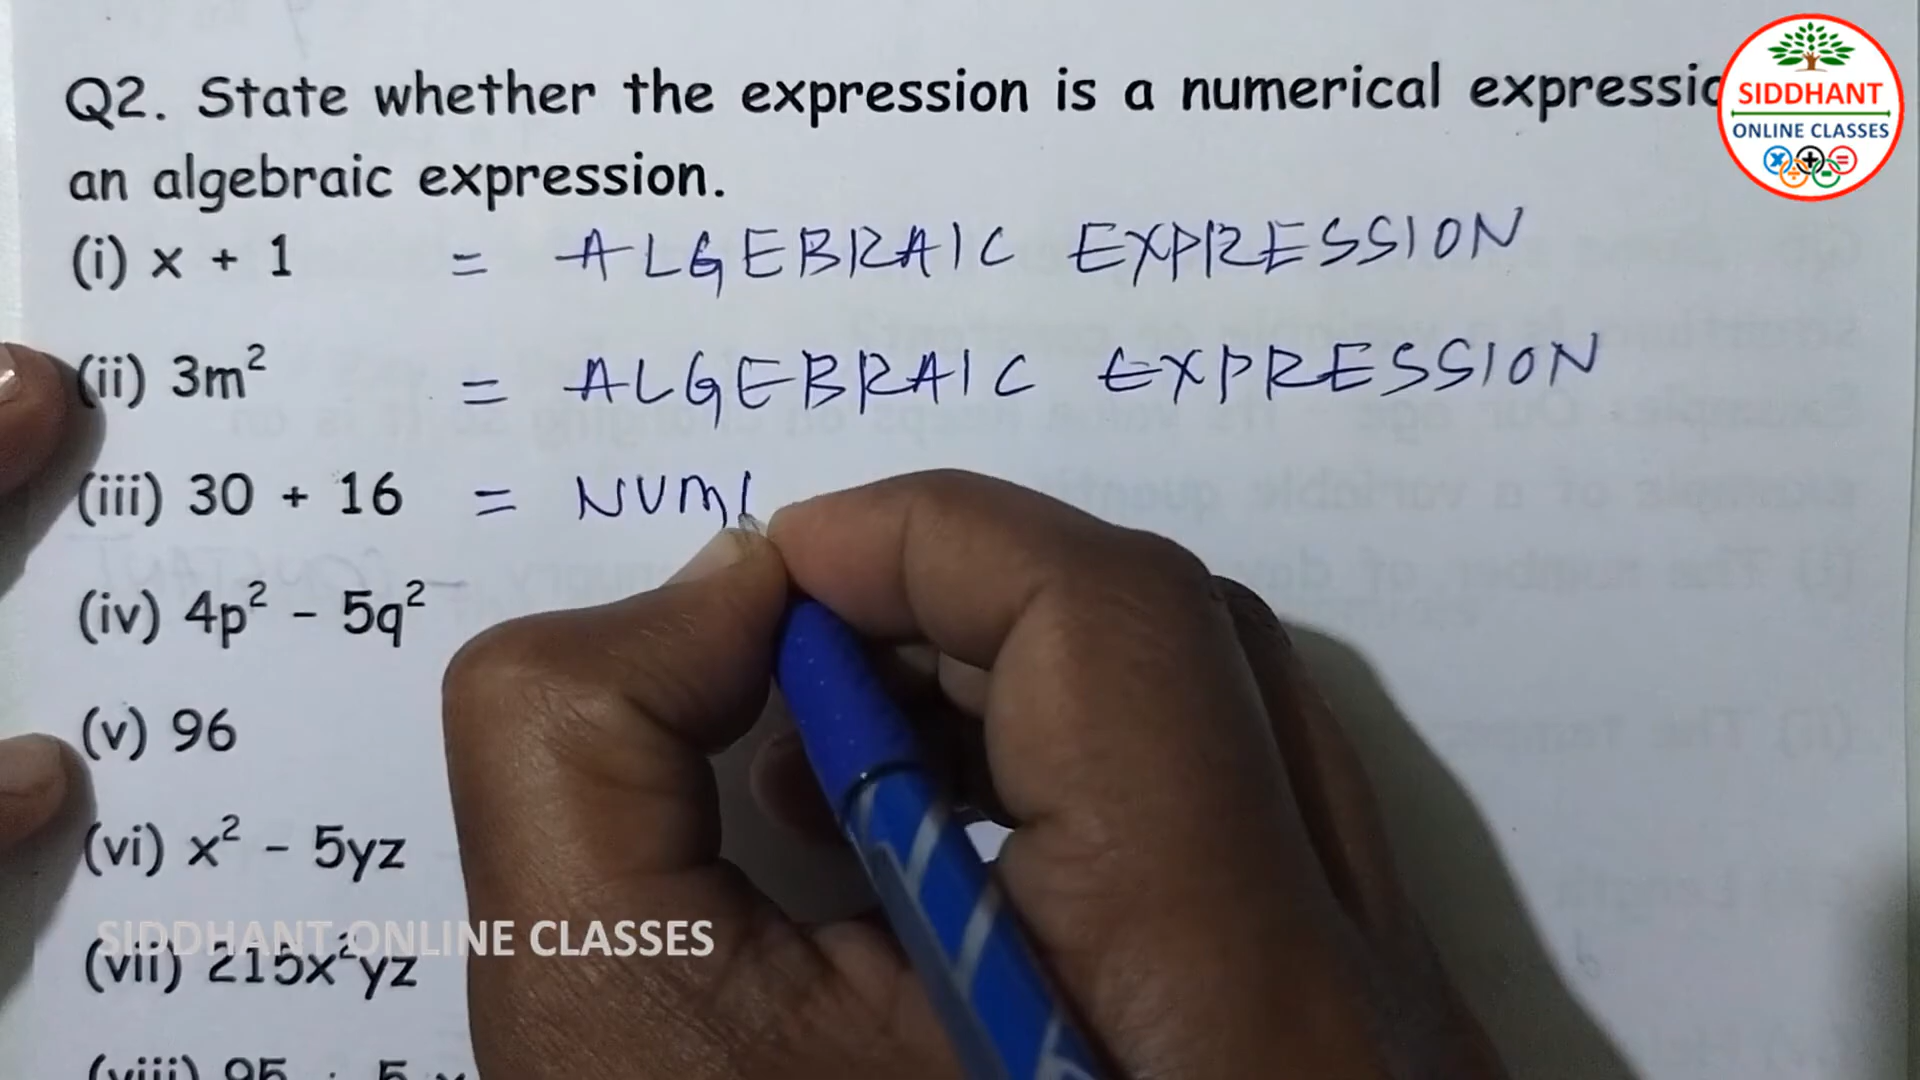 Q2. State whether the expression is a numerical
an algebraic expression.
(i) x + 1 = ALGEBRAIC EXPRESSION
(ii) 3m² = ALGEBRAIC EXPRESSION
(iii) 30 + 16 = NUM
(iv) 4p² - 5q²
(v) 96
(vi) x² - 5yz
(vii) 215x²yz
SIDDHANT
ONLINE CLASSES
SIDDHANT ONLINE CLASSES